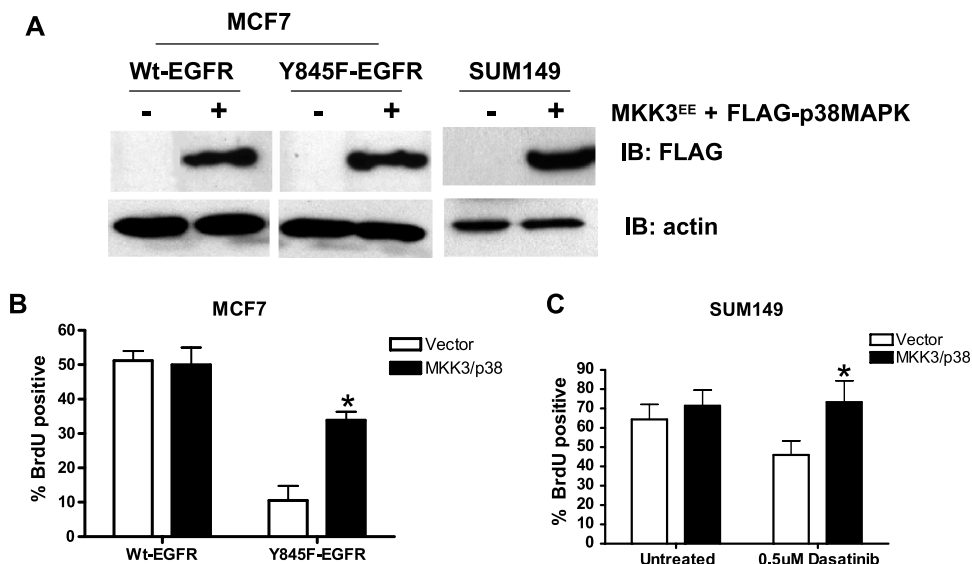 A
MCF7
Wt-EGFR Y845F-EGFR SUM149
- + - + - + MKK3EE + FLAG-p38MAPK
IB: FLAG
IB: actin
B
MCF7
Vector
MKK3/p38
% BrdU positive
60
50
40
30
20
10
0
*
Wt-EGFR Y845F-EGFR
C
SUM149
Vector
MKK3/p38
% BrdU positive
90
80
70
60
50
40
30
20
10
0
*
Untreated 0.5uM Dasatinib